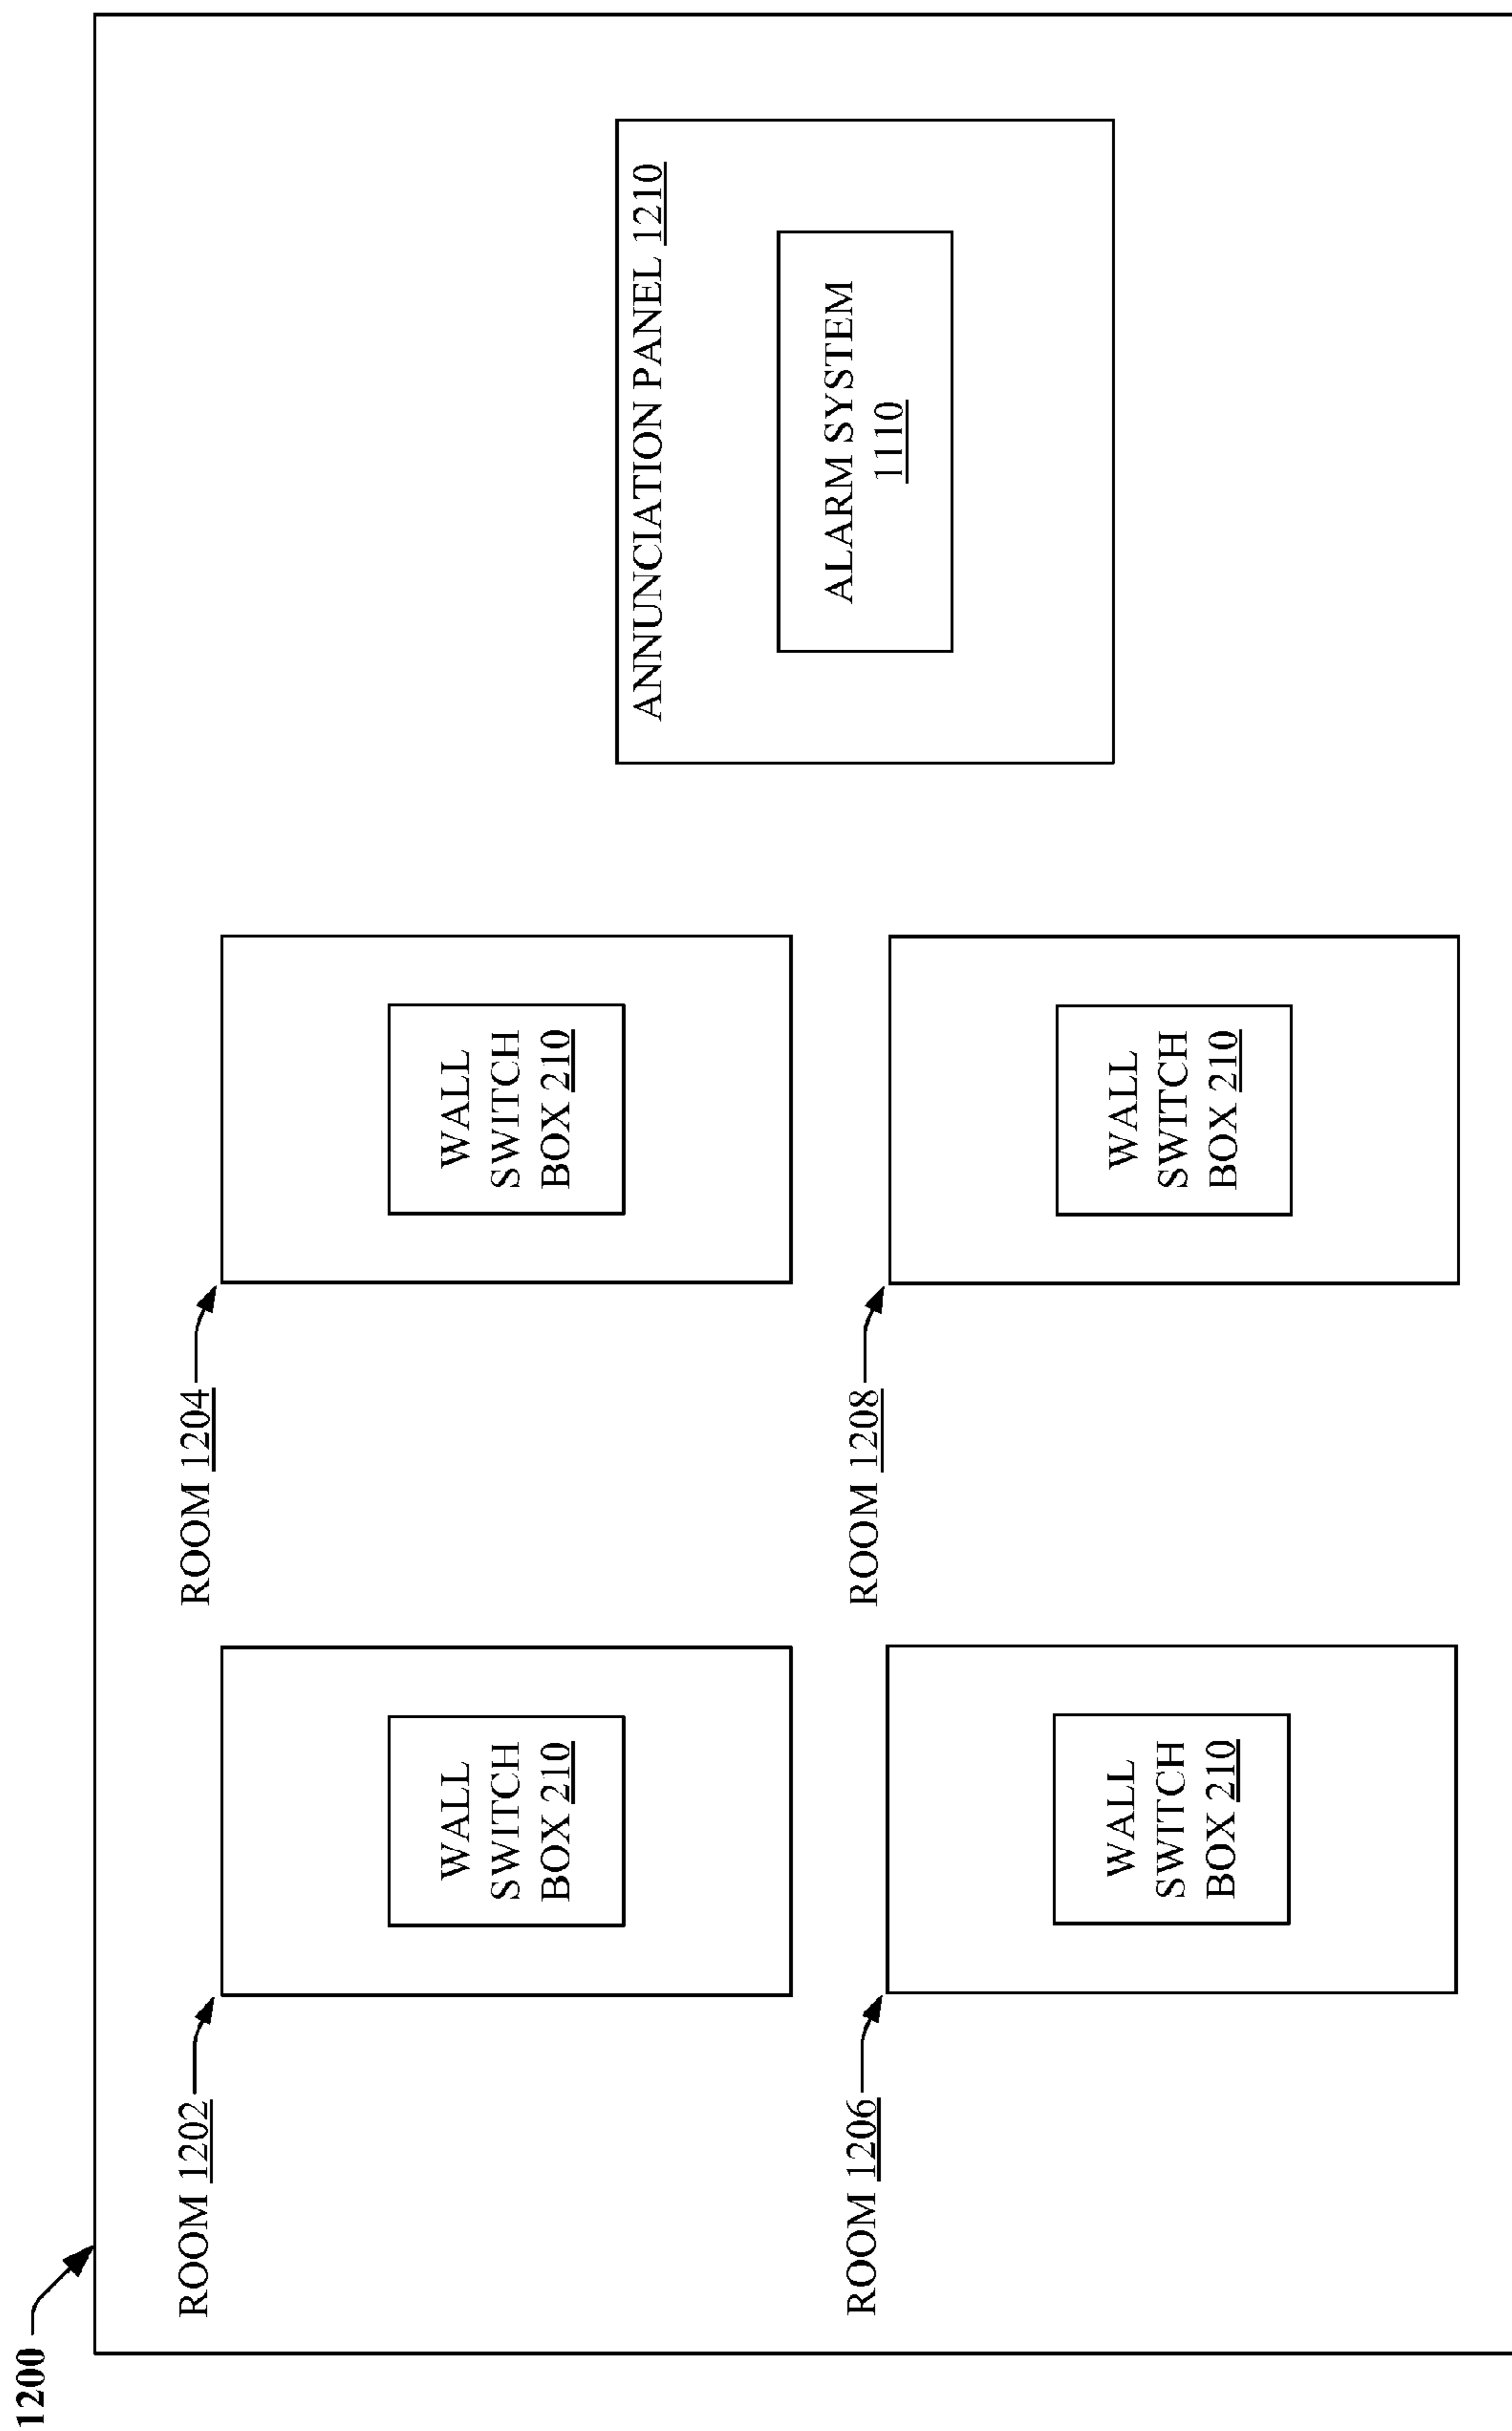 1200
ROOM 1202
WALL
SWITCH
BOX 210
ROOM 1204
WALL
SWITCH
BOX 210
ANNUNCIATION PANEL 1210
ALARM SYSTEM
1110
ROOM 1206
WALL
SWITCH
BOX 210
ROOM 1208
WALL
SWITCH
BOX 210